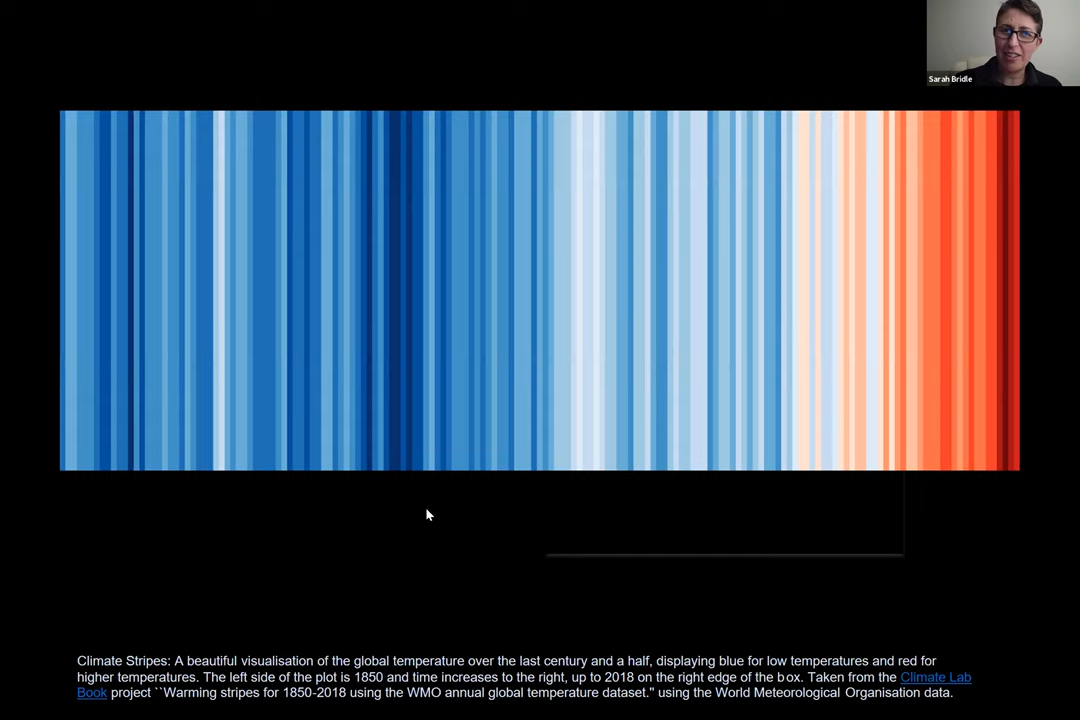 Sarah Bridle
Climate Stripes: A beautiful visualisation of the global temperature over the last century and a half, displaying blue for low temperatures and red for
higher temperatures. The left side of the plot is 1850 and time increases to the right, up to 2018 on the right edge of the box. Taken from the Climate Lab
Book project ``Warming stripes for 1850-2018 using the WMO annual global temperature dataset." using the World Meteorological Organisation data.